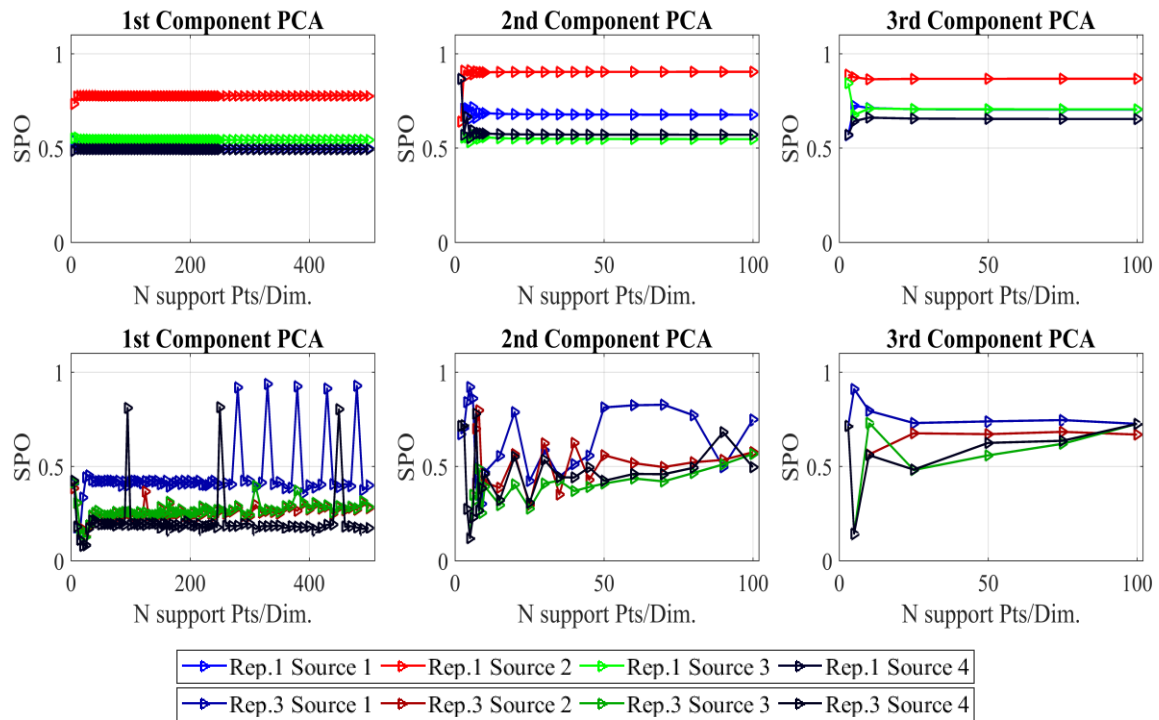 1st Component PCA
2nd Component PCA
3rd Component PCA
1
0.5
0
SPO
0 200 400
N support Pts/Dim.
1
0.5
0
SPO
0 50 100
N support Pts/Dim.
1
0.5
0
SPO
0 50 100
N support Pts/Dim.
1st Component PCA
2nd Component PCA
3rd Component PCA
1
0.5
0
SPO
0 200 400
N support Pts/Dim.
1
0.5
0
SPO
0 50 100
N support Pts/Dim.
1
0.5
0
SPO
0 50 100
N support Pts/Dim.
Rep.1 Source 1 Rep.1 Source 2 Rep.1 Source 3 Rep.1 Source 4
Rep.3 Source 1 Rep.3 Source 2 Rep.3 Source 3 Rep.3 Source 4